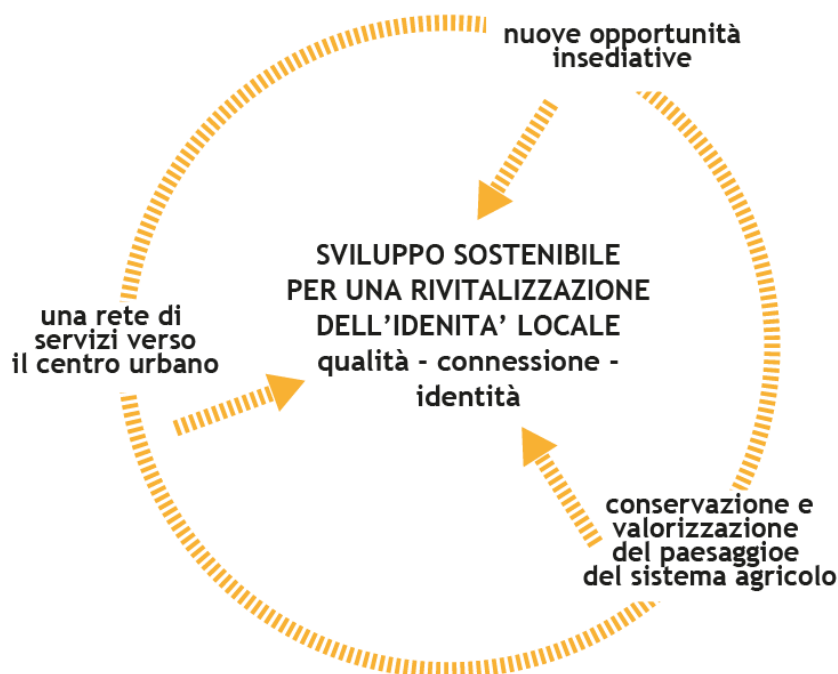 nuove opportunità
insediative
SVILUPPO SOSTENIBILE
PER UNA RIVITALIZZAZIONE
DELL'IDENITA' LOCALE
qualità - connessione -
identità
una rete di
servizi verso
il centro urbano
conservazione e
valorizzazione
del paesaggioe
del sistema agricolo